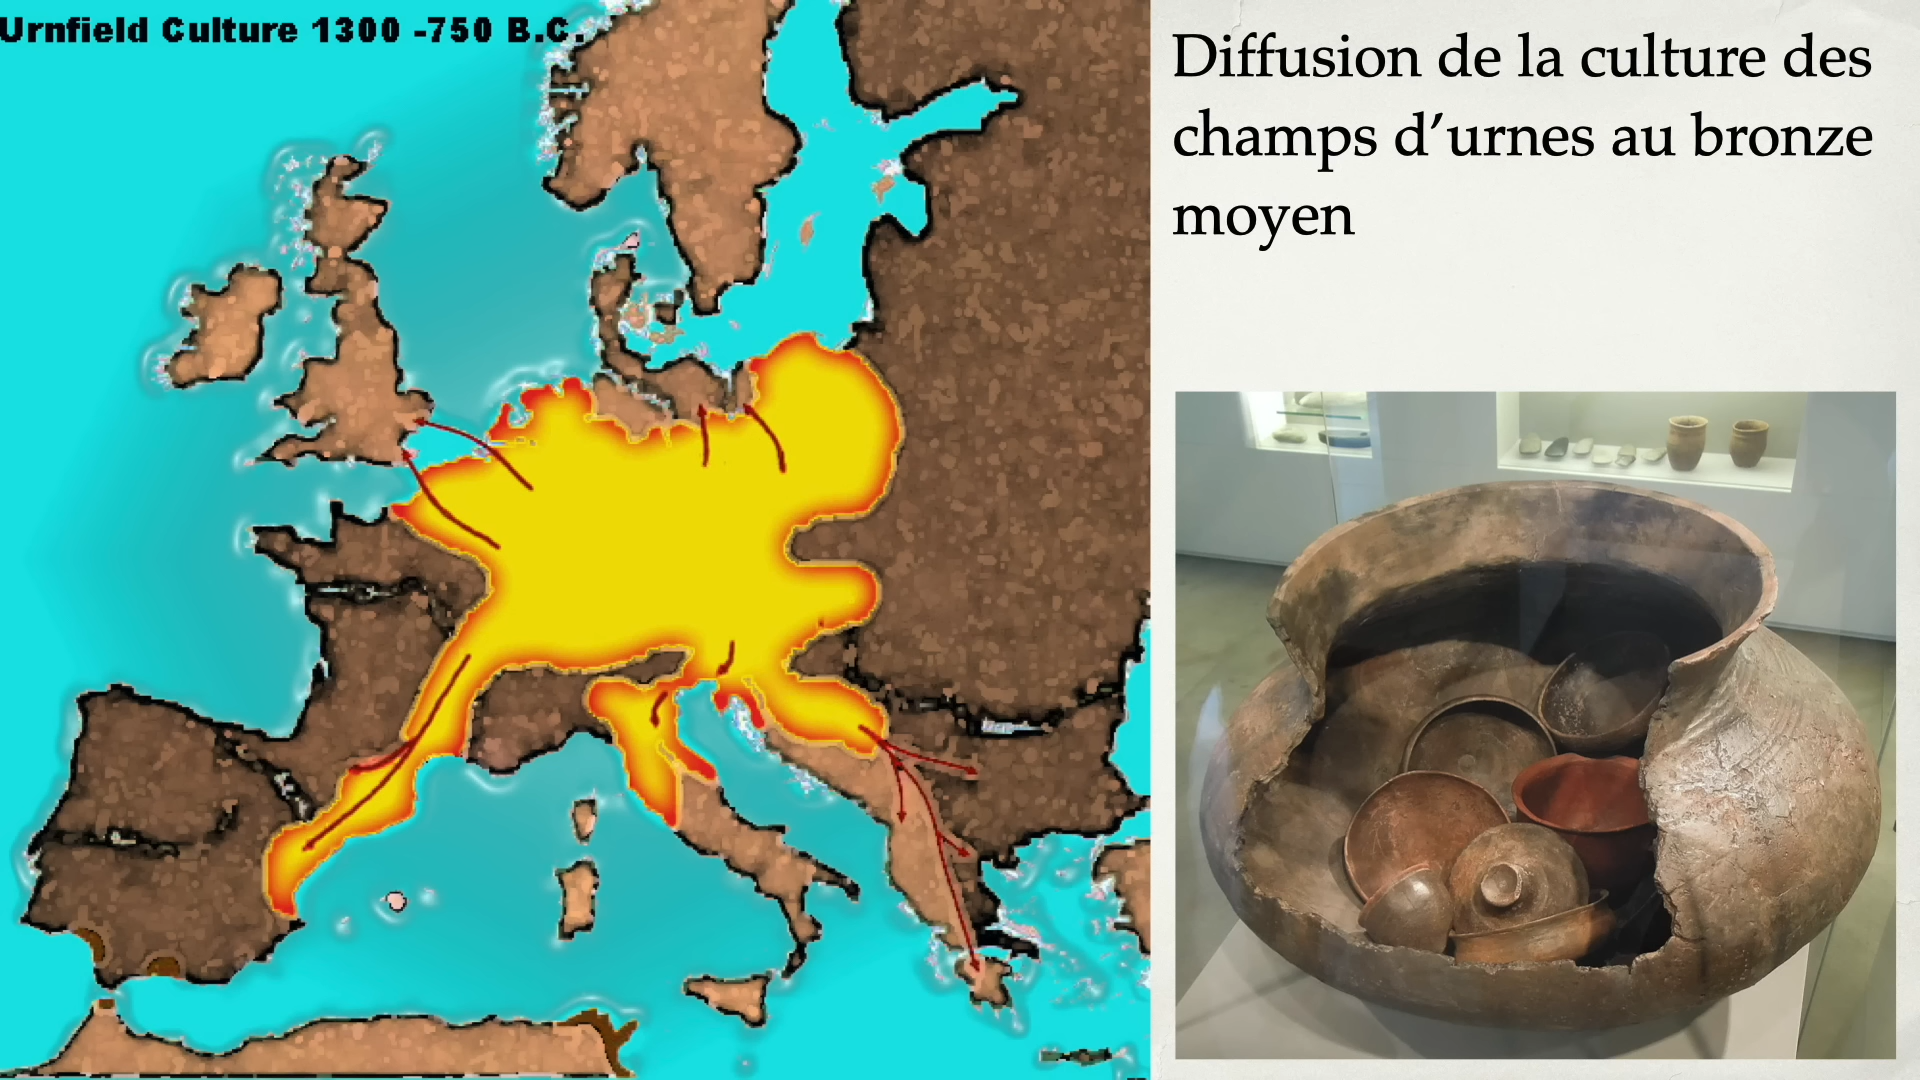 Urnfield Culture 1300 -750 B.C.
Diffusion de la culture des
champs d’urnes au bronze
moyen